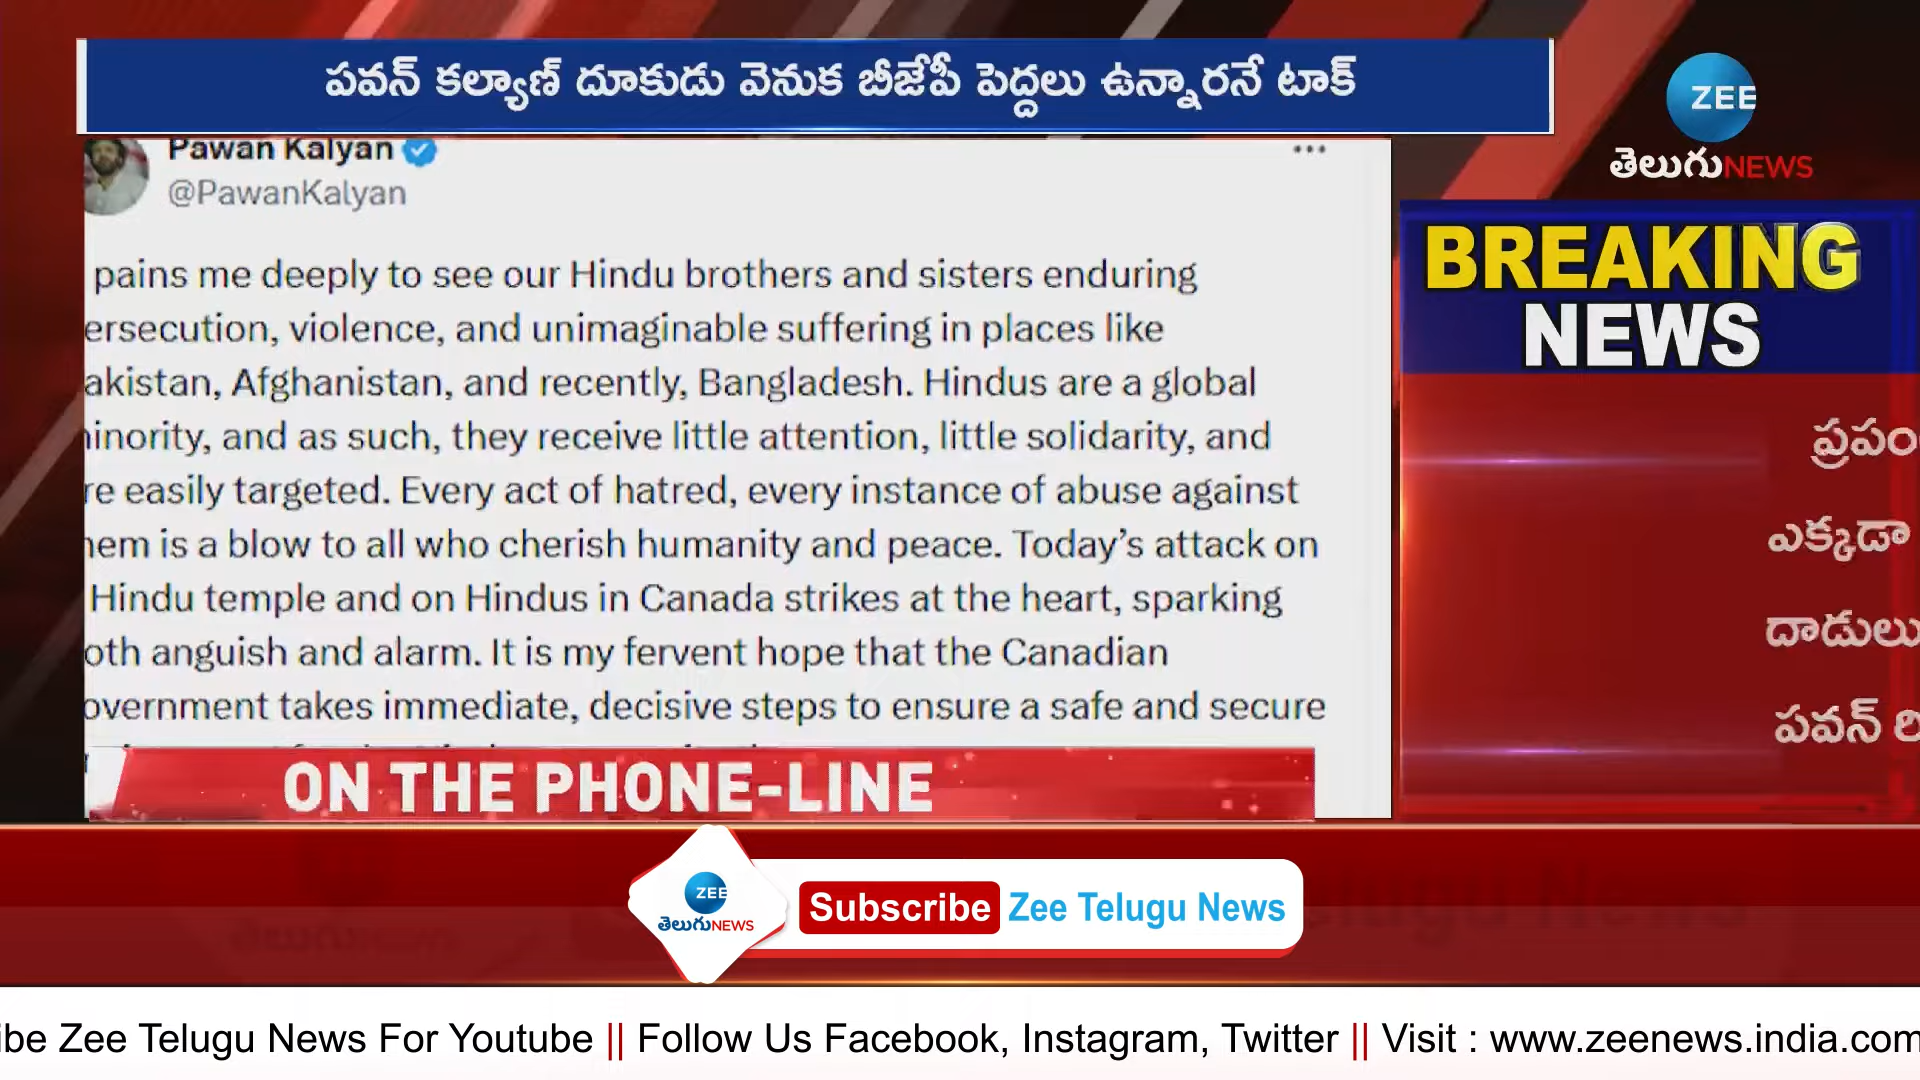 పవన్ కల్యాణ్ దూకుడు వెనుక బీజేపీ పెద్దలు ఉన్నారనే టాక్
ZEE
తెలుగు NEWS
Pawan Kalyan
@PawanKalyan
pains me deeply to see our Hindu brothers and sisters enduring
ersecution, violence, and unimaginable suffering in places like
akistan, Afghanistan, and recently, Bangladesh. Hindus are a global
inority, and as such, they receive little attention, little solidarity, and
re easily targeted. Every act of hatred, every instance of abuse against
hem is a blow to all who cherish humanity and peace. Today’s attack on
Hindu temple and on Hindus in Canada strikes at the heart, sparking
oth anguish and alarm. It is my fervent hope that the Canadian
overnment takes immediate, decisive steps to ensure a safe and secure
BREAKING
NEWS
ప్రపం
ఎక్కడా
దాడులు
పవన్
ON THE PHONE-LINE
ZEE
తెలుగు NEWS
Subscribe Zee Telugu News
ibe Zee Telugu News For Youtube || Follow Us Facebook, Instagram, Twitter || Visit : www.zeenews.india.com